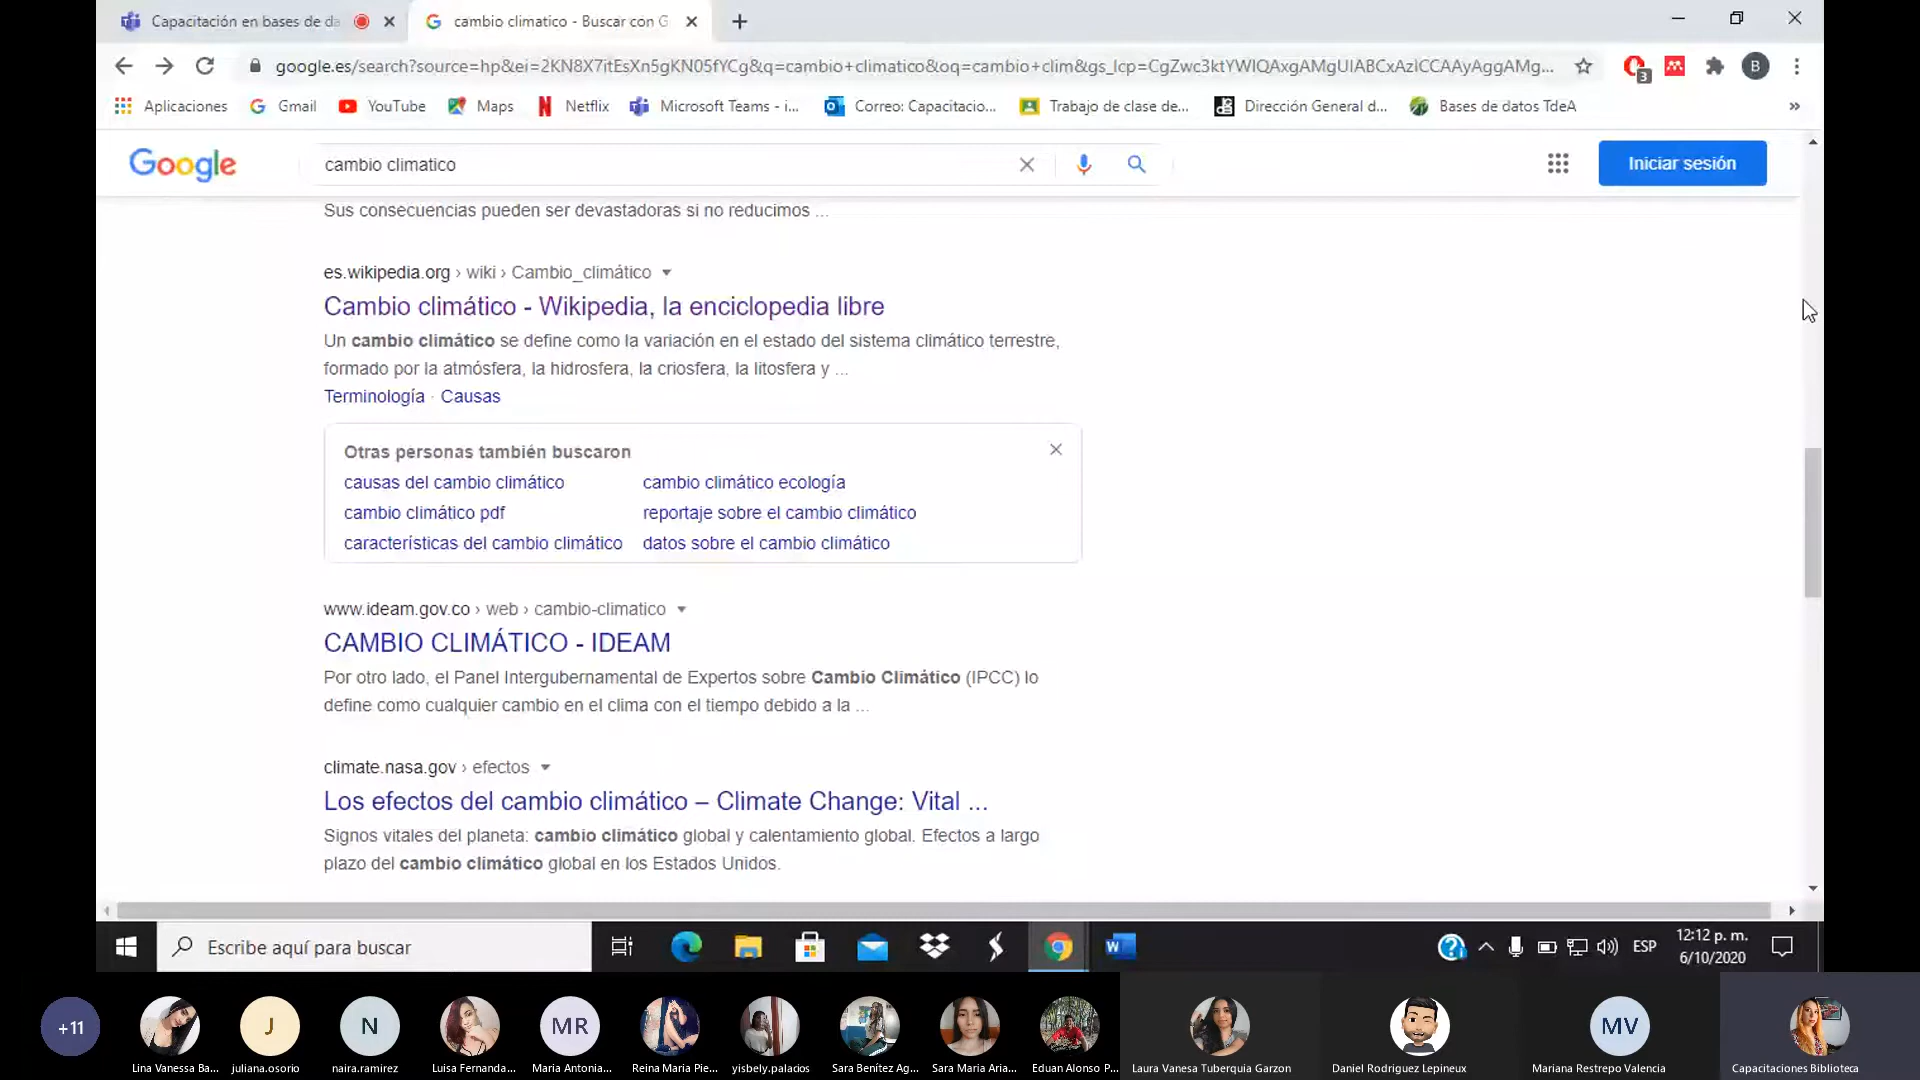 Capacitación en bases de da
cambio climatico - Buscar con G
google.es/search?source=hp&ei=2KN8X7itEsXn5gKN05fYCg&q=cambio+climatico&oq=cambio+clim&gs_lcp=CgZwc3ktYWIQAxgAMgUIABCxAzICCAAyAggAMg...
3
B
Aplicaciones
Gmail
YouTube
Maps
Netflix
Microsoft Teams - i...
Correo: Capacitacio...
Trabajo de clase de...
Dirección General d...
Bases de datos TdeA
»
Google
cambio climatico
Iniciar sesión
Sus consecuencias pueden ser devastadoras si no reducimos ...
es.wikipedia.org › wiki › Cambio_climático
Cambio climático - Wikipedia, la enciclopedia libre
Un cambio climático se define como la variación en el estado del sistema climático terrestre,
formado por la atmósfera, la hidrosfera, la criosfera, la litosfera y ...
Terminología · Causas
Otras personas también buscaron
causas del cambio climático
cambio climático ecología
cambio climático pdf
reportaje sobre el cambio climático
características del cambio climático
datos sobre el cambio climático
www.ideam.gov.co › web › cambio-climatico
CAMBIO CLIMÁTICO - IDEAM
Por otro lado, el Panel Intergubernamental de Expertos sobre Cambio Climático (IPCC) lo
define como cualquier cambio en el clima con el tiempo debido a la ...
climate.nasa.gov › efectos
Los efectos del cambio climático – Climate Change: Vital ...
Signos vitales del planeta: cambio climático global y calentamiento global. Efectos a largo
plazo del cambio climático global en los Estados Unidos.
Escribe aquí para buscar
ESP
12:12 p. m.
6/10/2020
+11
J
N
MR
MV
Lina Vanessa Ba...
juliana.osorio
naira.ramirez
Luisa Fernanda...
Maria Antonia...
Reina Maria Pie...
yisbely.palacios
Sara Benítez Ag...
Sara Maria Aria...
Eduan Alonso P...
Laura Vanesa Tuberquia Garzon
Daniel Rodriguez Lepineux
Mariana Restrepo Valencia
Capacitaciones Biblioteca